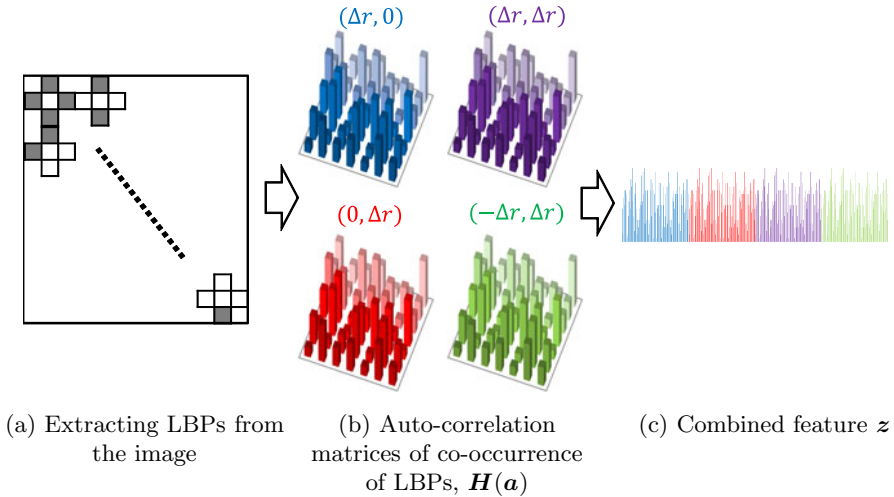 (Δr, 0)
(Δr, Δr)
(0, Δr)
(−Δr, Δr)
(a) Extracting LBPs from
the image
(b) Auto-correlation
matrices of co-occurrence
of LBPs, H(a)
(c) Combined feature z